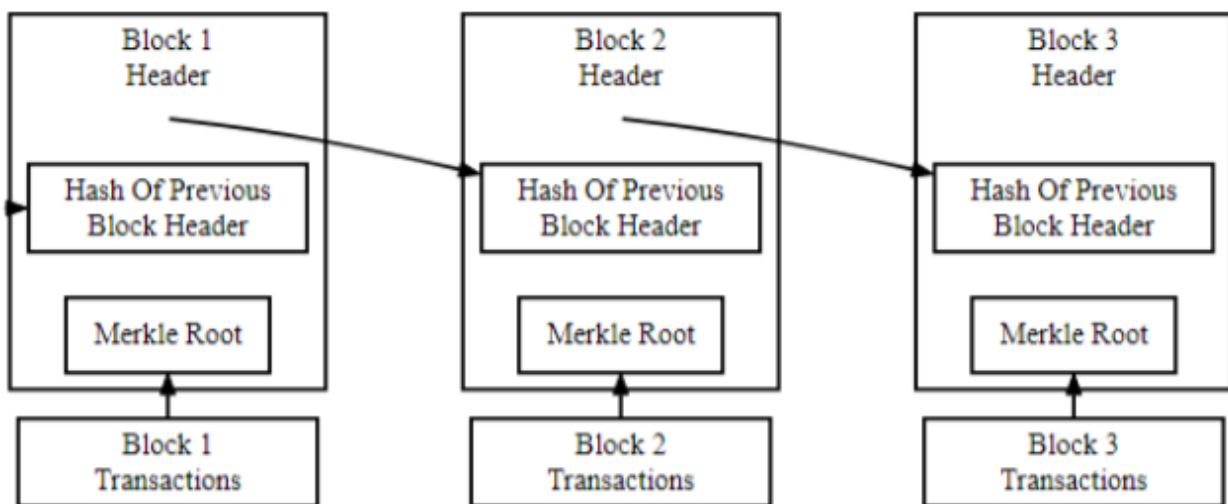 Block 1
Header
Hash Of Previous
Block Header
Merkle Root
Block 1
Transactions
Block 2
Header
Hash Of Previous
Block Header
Merkle Root
Block 2
Transactions
Block 3
Header
Hash Of Previous
Block Header
Merkle Root
Block 3
Transactions